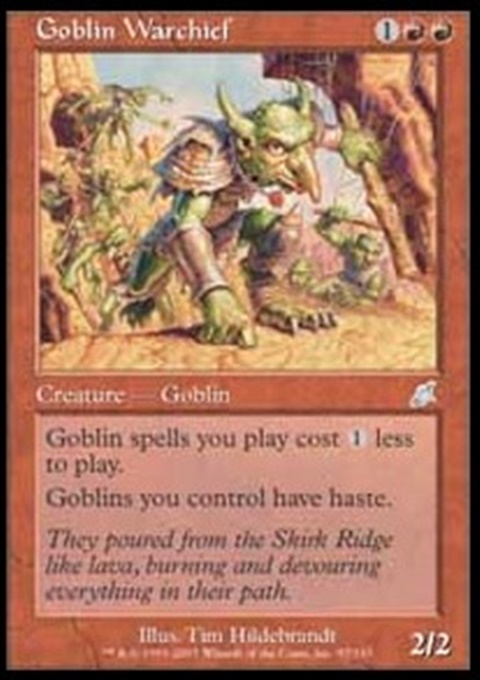 Goblin Warchief 1
Creature — Goblin
Goblin spells you play cost 1 less
to play.
Goblins you control have haste.
They poured from the Skirk Ridge
like lava, burning and devouring
everything in their path.
Illus. Tim Hildebrandt
2/2